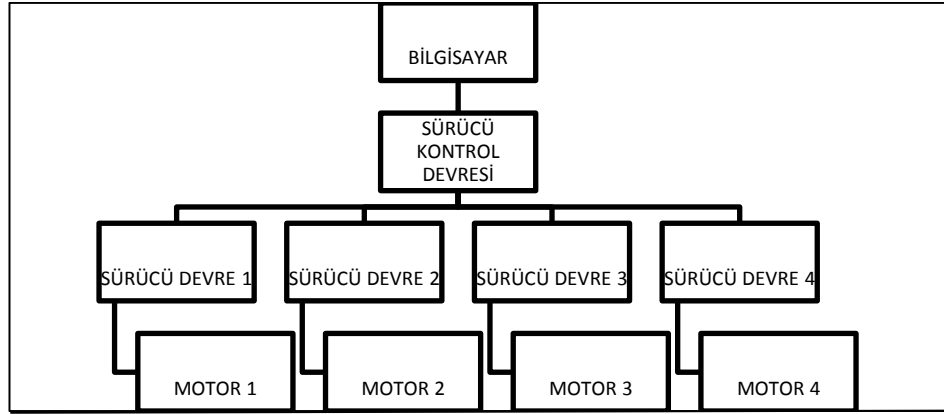 BİLGİSAYAR
SÜRÜCÜ
KONTROL
DEVRESİ
SÜRÜCÜ DEVRE 1
SÜRÜCÜ DEVRE 2
SÜRÜCÜ DEVRE 3
SÜRÜCÜ DEVRE 4
MOTOR 1
MOTOR 2
MOTOR 3
MOTOR 4